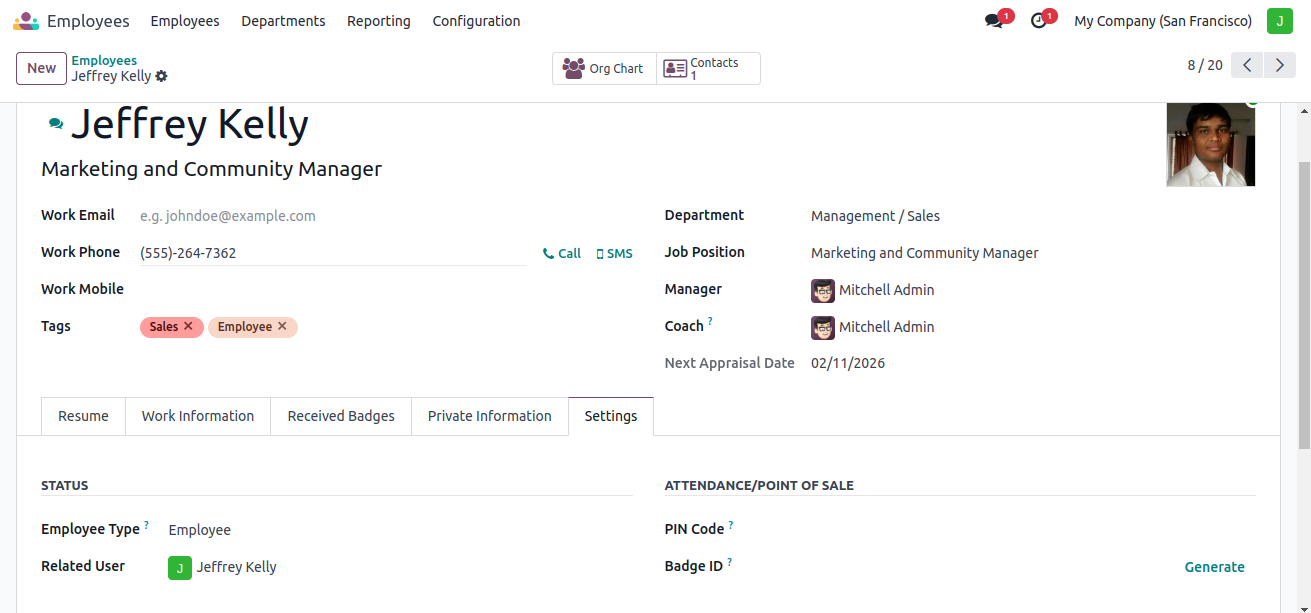 Employees Employees Departments Reporting Configuration 1 1 My Company (San Francisco) J
New Employees Jeffrey Kelly Org Chart Contacts 1 8 / 20
Jeffrey Kelly
Marketing and Community Manager
Work Email e.g. johndoe@example.com Department Management / Sales
Work Phone (555)-264-7362 Call SMS Job Position Marketing and Community Manager
Work Mobile Manager Mitchell Admin
Tags Sales ✕ Employee ✕ Coach ? Mitchell Admin
Next Appraisal Date 02/11/2026
Resume Work Information Received Badges Private Information Settings
STATUS ATTENDANCE/POINT OF SALE
Employee Type ? Employee PIN Code ?
Related User J Jeffrey Kelly Badge ID ? Generate